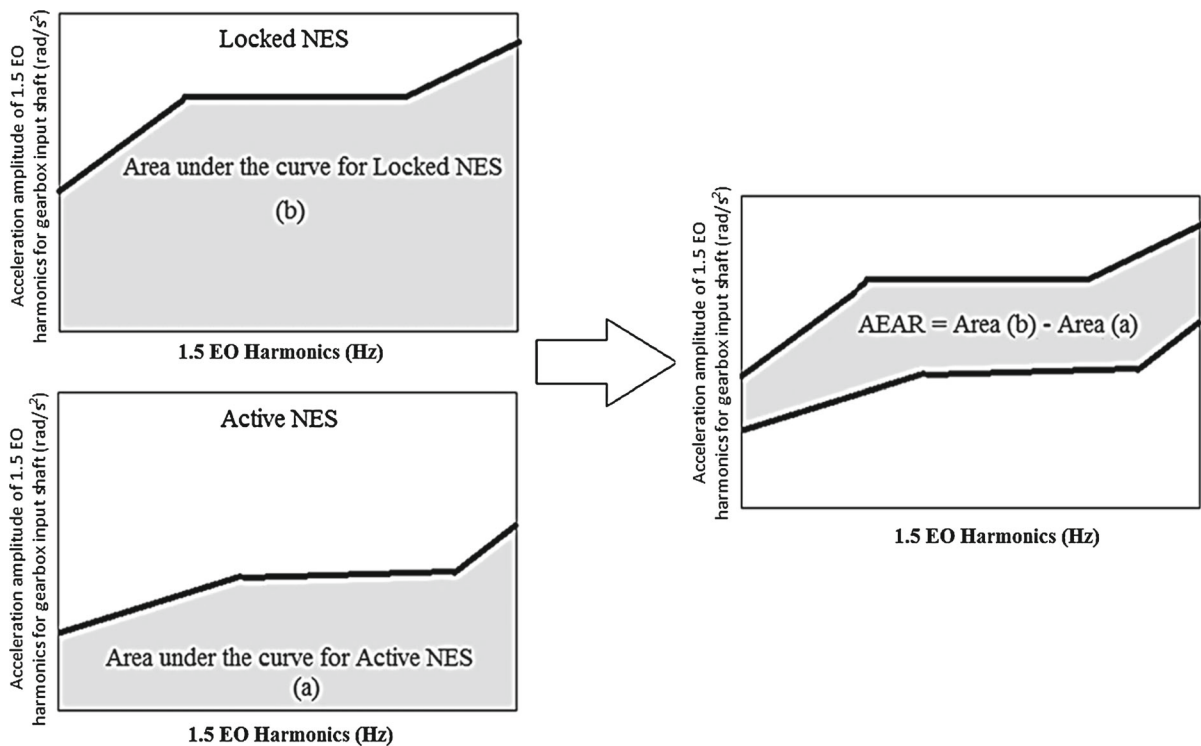 Locked NES
Acceleration amplitude of 1.5 EO
harmonics for gearbox input shaft (rad/s²)
Area under the curve for Locked NES
(b)
1.5 EO Harmonics (Hz)
Active NES
Acceleration amplitude of 1.5 EO
harmonics for gearbox input shaft (rad/s²)
Area under the curve for Active NES
(a)
1.5 EO Harmonics (Hz)
Acceleration amplitude of 1.5 EO
harmonics for gearbox input shaft (rad/s²)
AEAR = Area (b) - Area (a)
1.5 EO Harmonics (Hz)